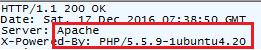 HTTP/1.1 200 OK
Date: Sat, 17 Dec 2016 07:38:50 GMT
Server: Apache
X-Powered-By: PHP/5.5.9-1ubuntu4.20